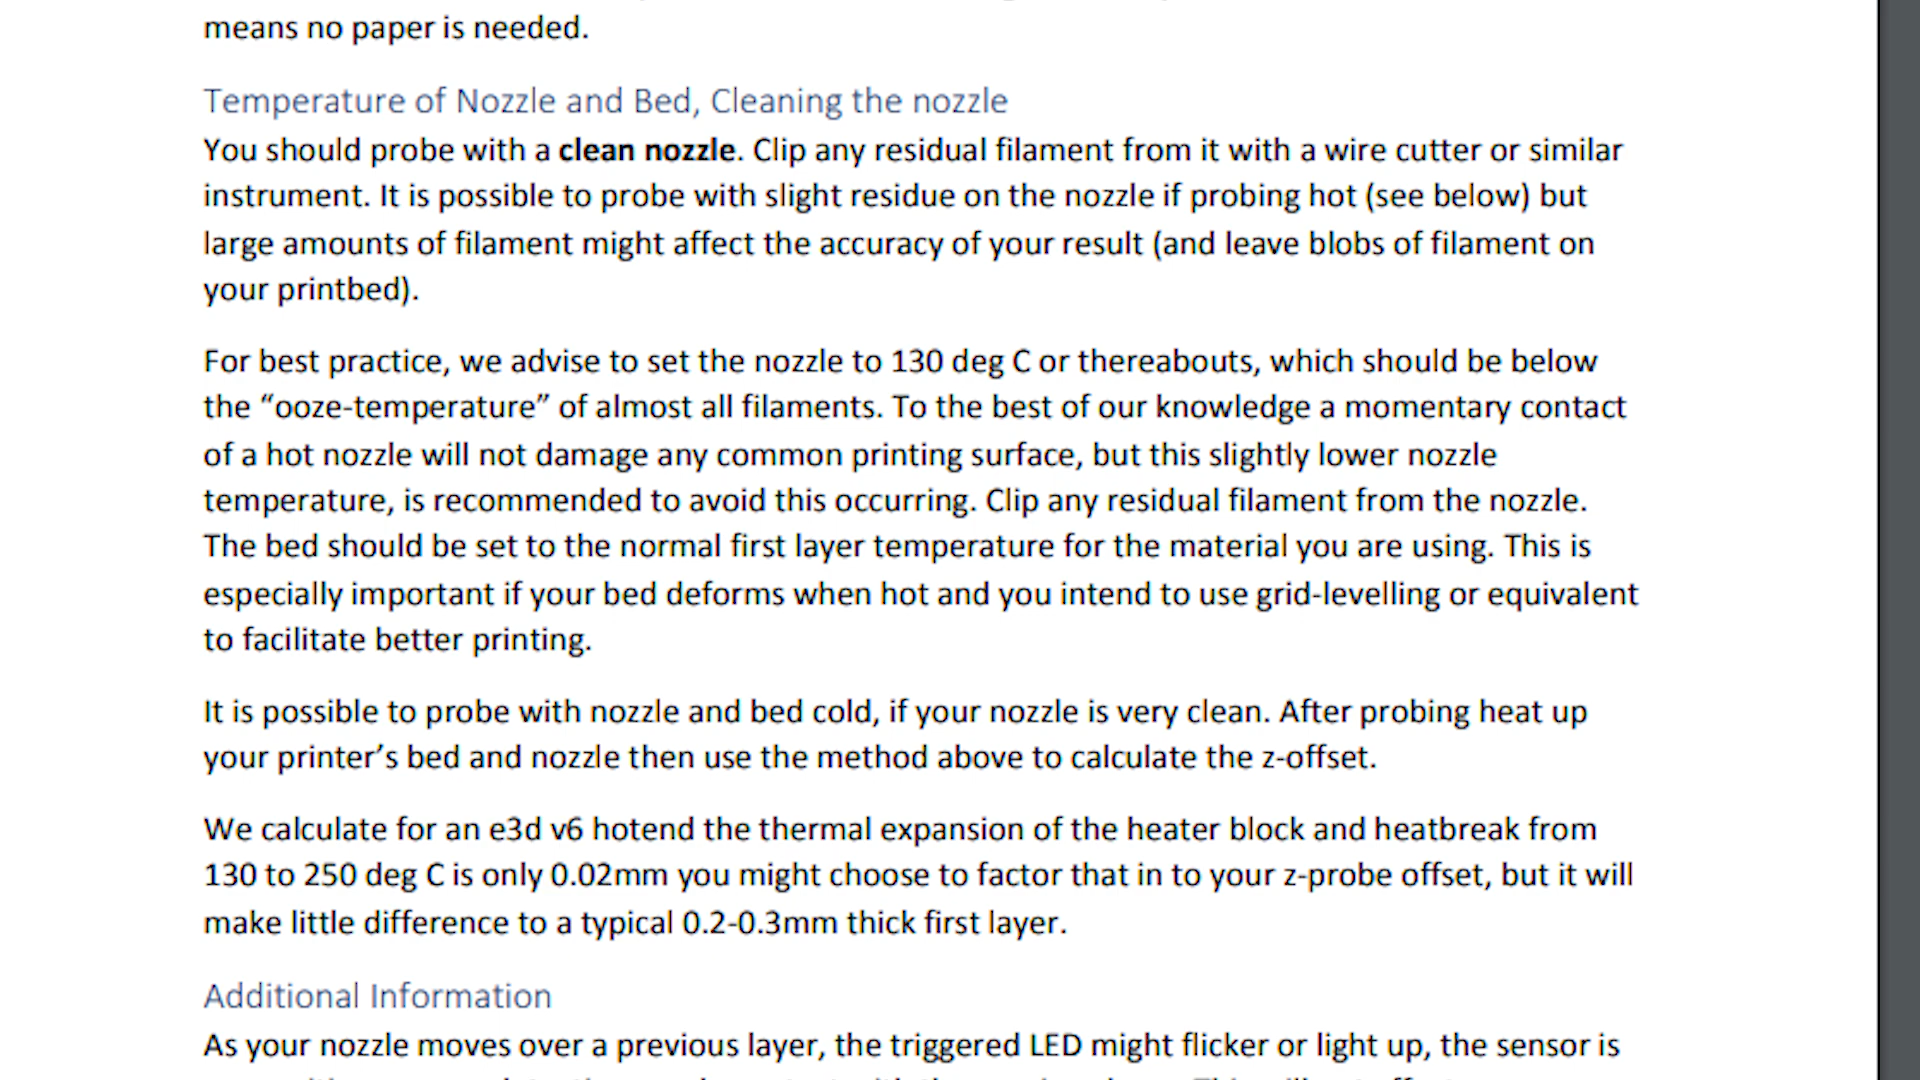 means no paper is needed.
Temperature of Nozzle and Bed, Cleaning the nozzle
You should probe with a clean nozzle. Clip any residual filament from it with a wire cutter or similar
instrument. It is possible to probe with slight residue on the nozzle if probing hot (see below) but
large amounts of filament might affect the accuracy of your result (and leave blobs of filament on
your printbed).
For best practice, we advise to set the nozzle to 130 deg C or thereabouts, which should be below
the “ooze-temperature” of almost all filaments. To the best of our knowledge a momentary contact
of a hot nozzle will not damage any common printing surface, but this slightly lower nozzle
temperature, is recommended to avoid this occurring. Clip any residual filament from the nozzle.
The bed should be set to the normal first layer temperature for the material you are using. This is
especially important if your bed deforms when hot and you intend to use grid-levelling or equivalent
to facilitate better printing.
It is possible to probe with nozzle and bed cold, if your nozzle is very clean. After probing heat up
your printer’s bed and nozzle then use the method above to calculate the z-offset.
We calculate for an e3d v6 hotend the thermal expansion of the heater block and heatbreak from
130 to 250 deg C is only 0.02mm you might choose to factor that in to your z-probe offset, but it will
make little difference to a typical 0.2-0.3mm thick first layer.
Additional Information
As your nozzle moves over a previous layer, the triggered LED might flicker or light up, the sensor is